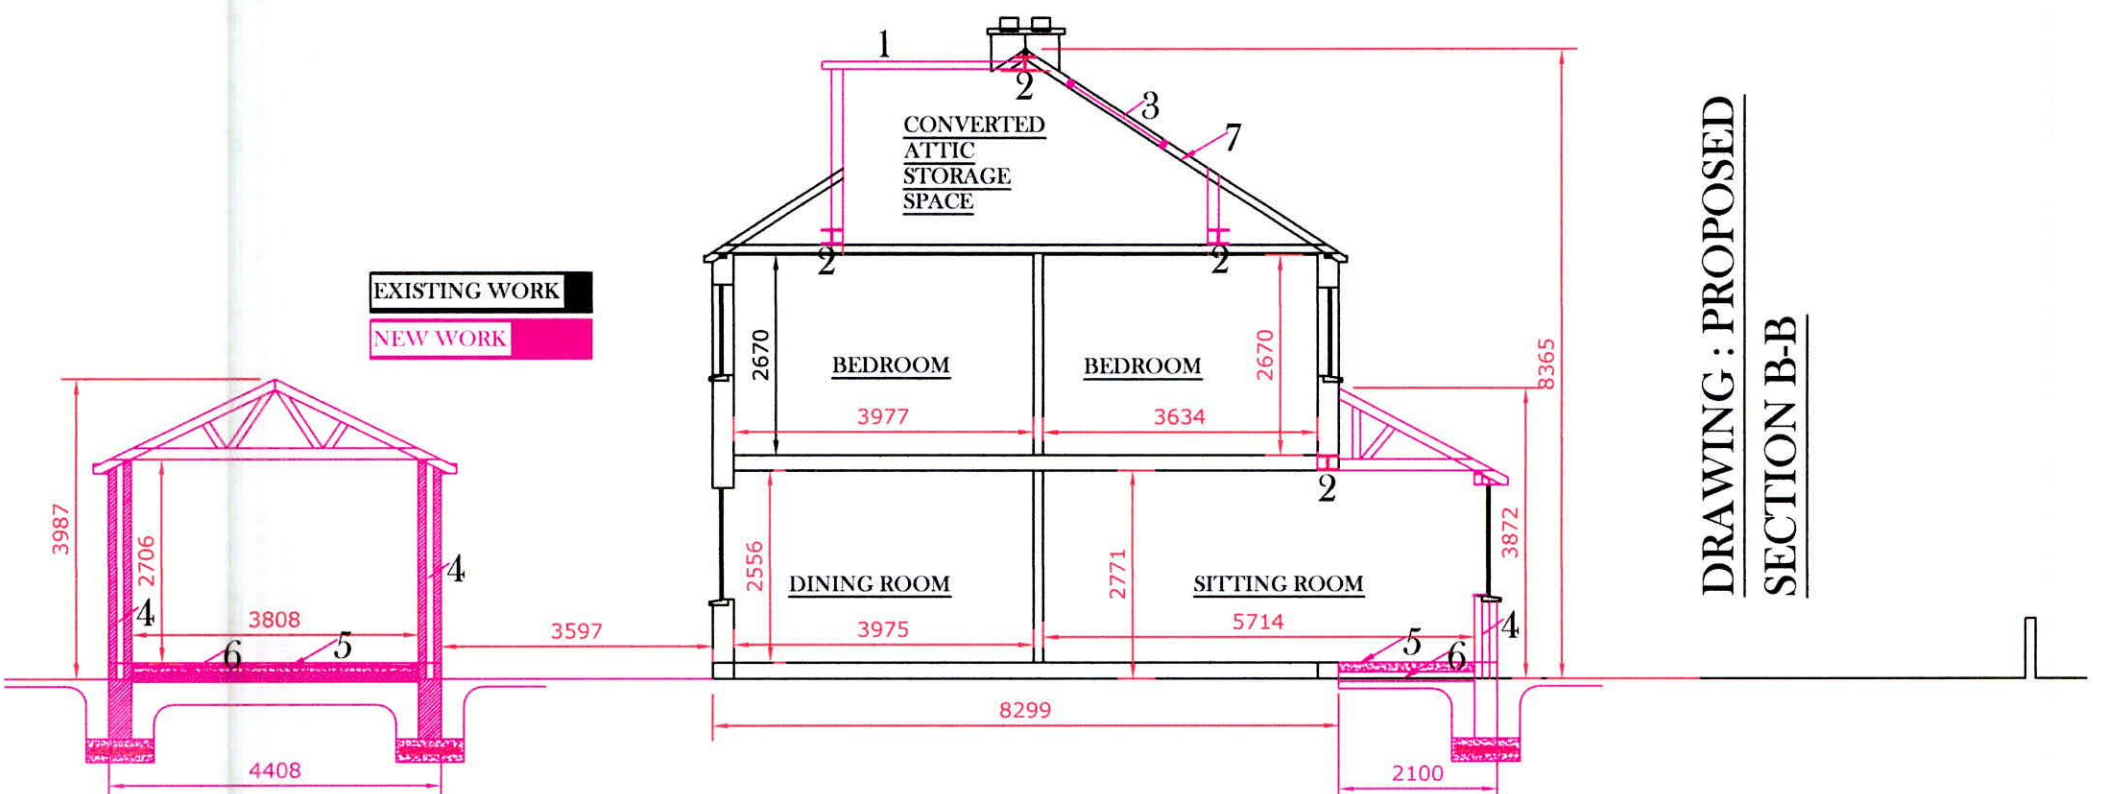 1
2
3
7
CONVERTED
ATTIC
STORAGE
SPACE
2
2
EXISTING WORK
NEW WORK
2670
BEDROOM
BEDROOM
2670
8365
3977
3634
2
3987
2706
4
4
3808
6
5
3597
2556
DINING ROOM
3975
2771
SITTING ROOM
5714
5
6
4
3872
8299
4408
2100
DRAWING : PROPOSED
SECTION B-B